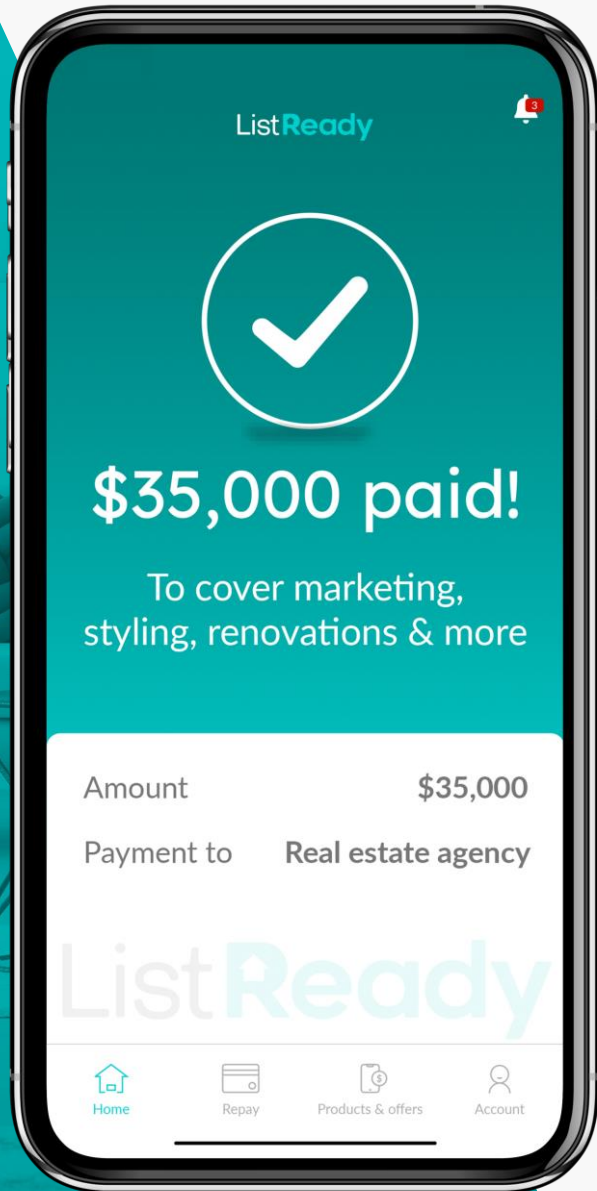 ListReady
3
$35,000 paid!
To cover marketing,
styling, renovations & more
Amount $35,000
Payment to Real estate agency
ListReady
Home Repay Products & offers Account